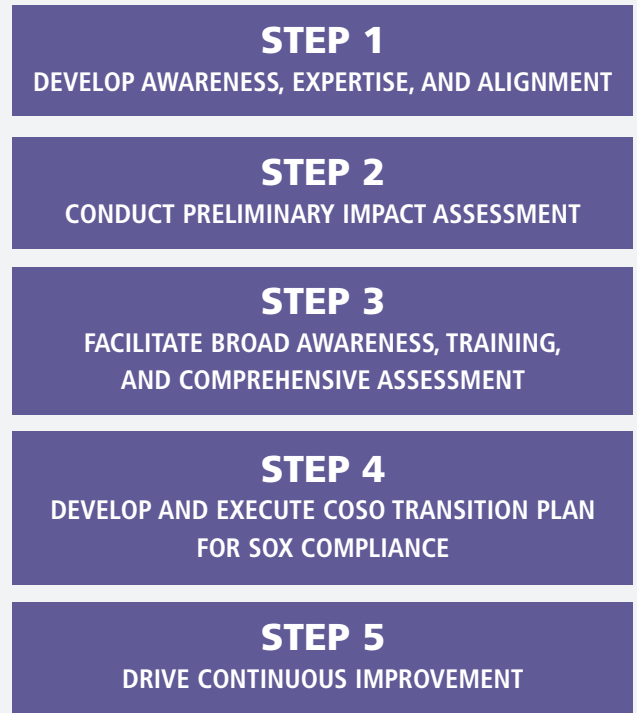 STEP 1
DEVELOP AWARENESS, EXPERTISE, AND ALIGNMENT
STEP 2
CONDUCT PRELIMINARY IMPACT ASSESSMENT
STEP 3
FACILITATE BROAD AWARENESS, TRAINING,
AND COMPREHENSIVE ASSESSMENT
STEP 4
DEVELOP AND EXECUTE COSO TRANSITION PLAN
FOR SOX COMPLIANCE
STEP 5
DRIVE CONTINUOUS IMPROVEMENT